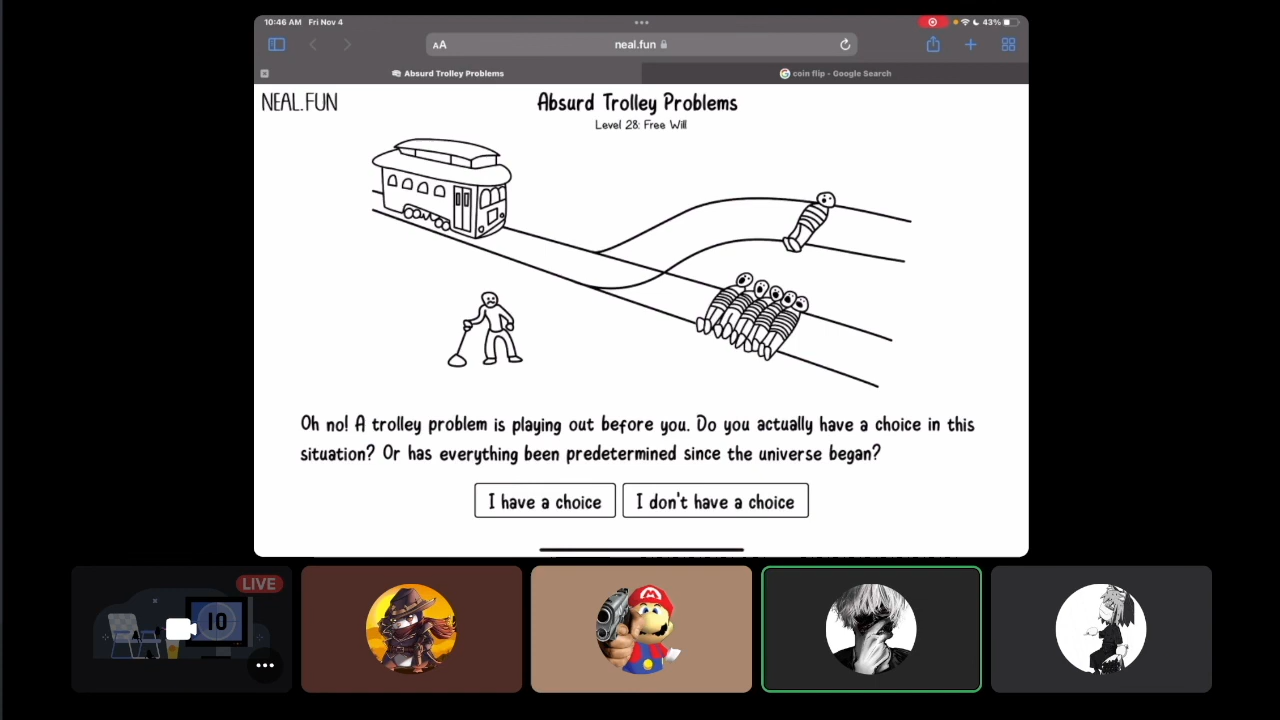 10:46 AM Fri Nov 4
43%
AA
neal.fun
Absurd Trolley Problems
coin flip - Google Search
NEAL.FUN
Absurd Trolley Problems
Level 28: Free Will
Oh no! A trolley problem is playing out before you. Do you actually have a choice in this
situation? Or has everything been predetermined since the universe began?
I have a choice
I don't have a choice
LIVE
10
M